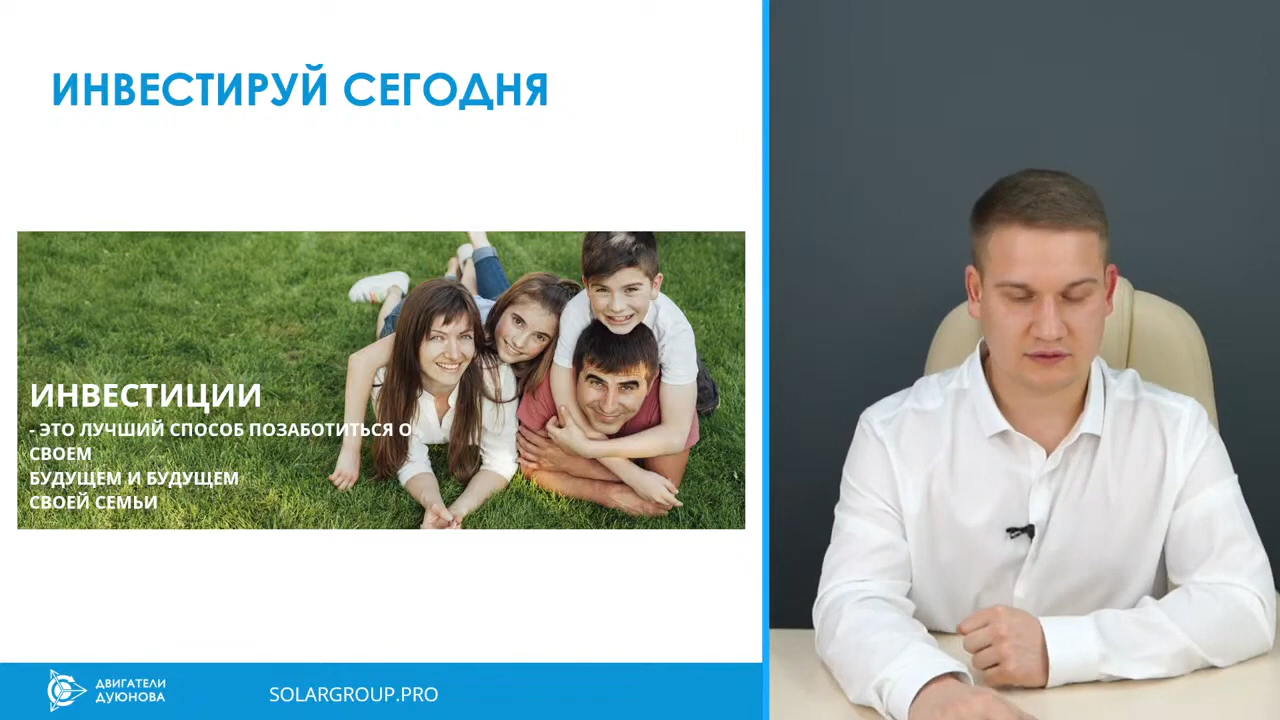 ИНВЕСТИРУЙ СЕГОДНЯ
ИНВЕСТИЦИИ
- ЭТО ЛУЧШИЙ СПОСОБ ПОЗАБОТИТЬСЯ О
СВОЕМ
БУДУЩЕМ И БУДУЩЕМ
СВОЕЙ СЕМЬИ
ДВИГАТЕЛИ
ДУЮНОВА
SOLARGROUP.PRO